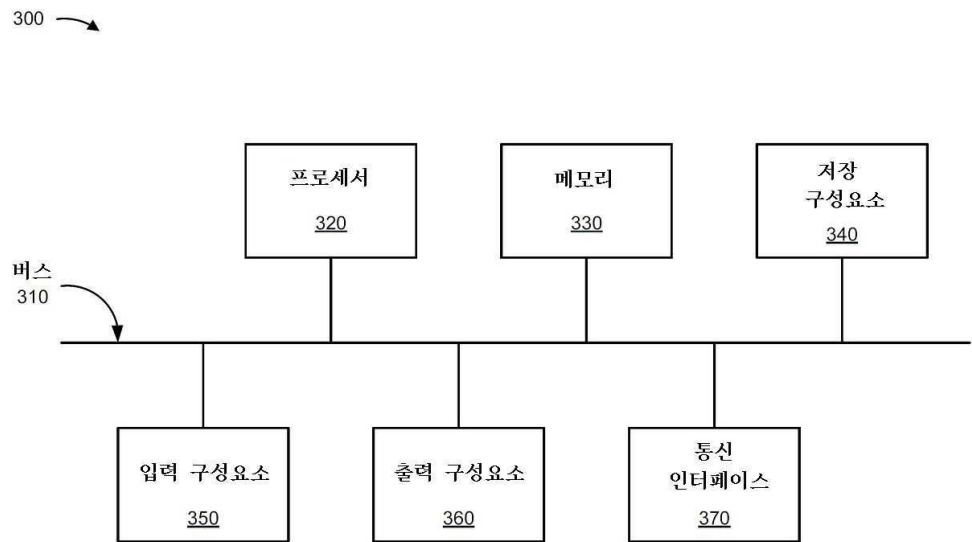 300
프로세서
320
메모리
330
저장
구성요소
340
버스
310
입력 구성요소
350
출력 구성요소
360
통신
인터페이스
370